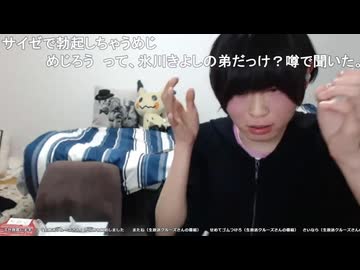 サイゼで勃起しちゃうめじ
めじろう って、氷川きよしの弟だっけ？噂で聞いた。
またね（生放送クルーズさんの番組）
せめてゴムつけろ（生放送クルーズさんの番組）
さいなら（生放送クルーズさんの番組）